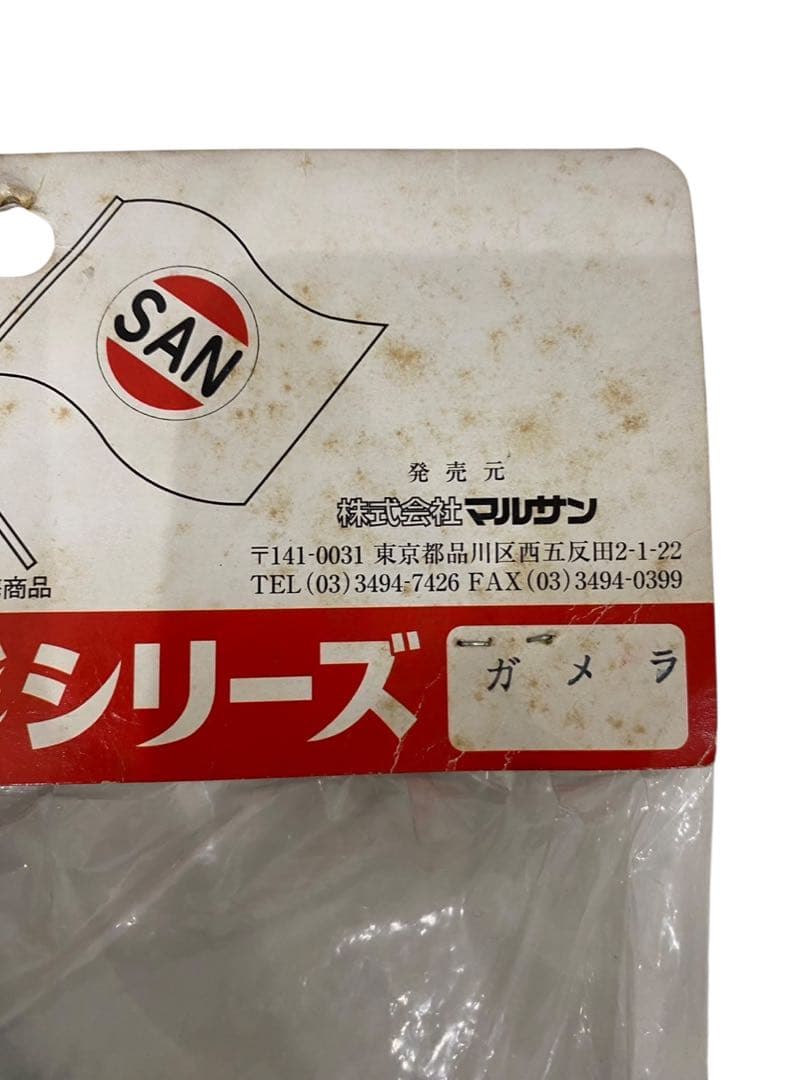 SAN
発売元
株式会社マルサン
〒141-0031 東京都品川区西五反田2-1-22
TEL(03)3494-7426 FAX(03)3494-0399
商品
シリーズ
ガメラ